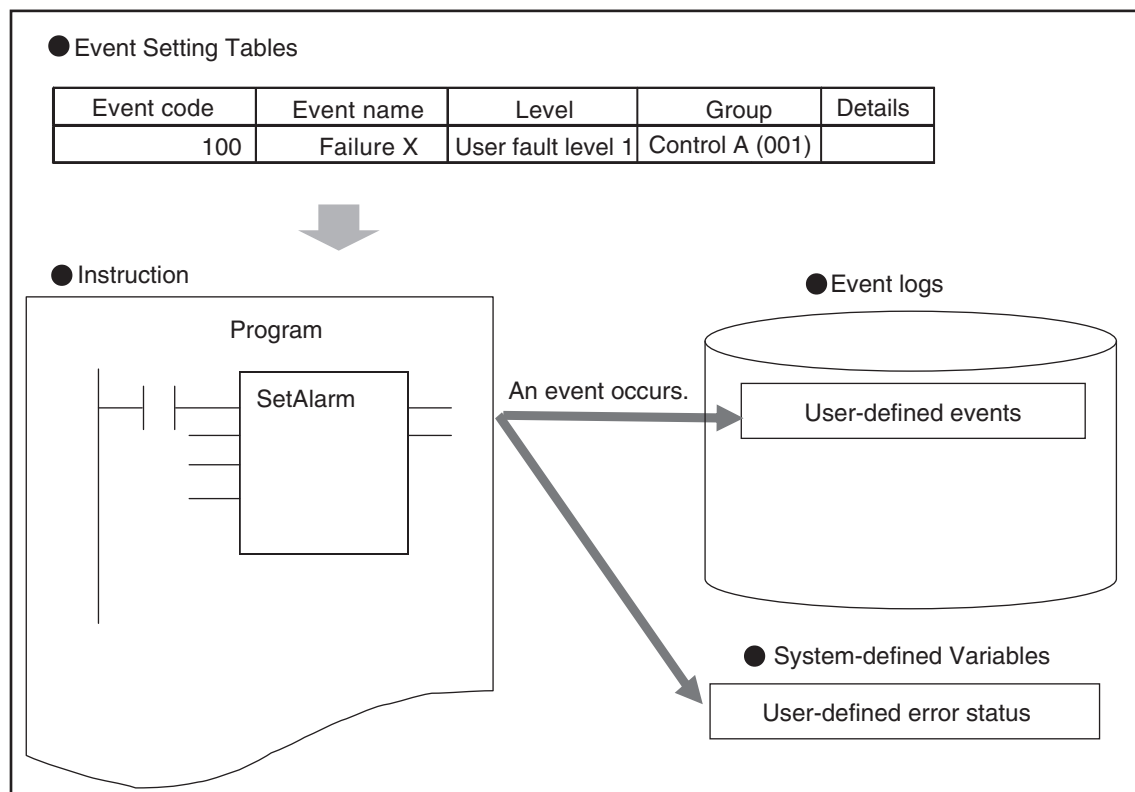 ● Event Setting Tables
Event code Event name Level Group Details
100 Failure X User fault level 1 Control A (001)
● Instruction
Program
SetAlarm
An event occurs.
● Event logs
User-defined events
● System-defined Variables
User-defined error status